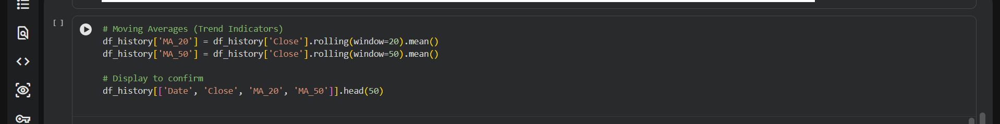 [ ]
# Moving Averages (Trend Indicators)
df_history['MA_20'] = df_history['Close'].rolling(window=20).mean()
df_history['MA_50'] = df_history['Close'].rolling(window=50).mean()
# Display to confirm
df_history[['Date', 'Close', 'MA_20', 'MA_50']].head(50)